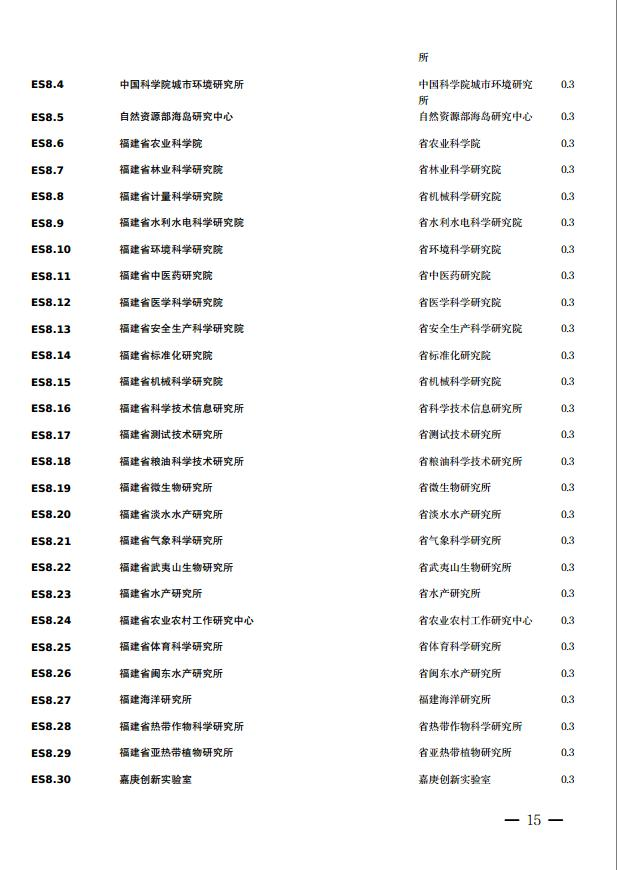 所
ES8.4 中国科学院城市环境研究所 中国科学院城市环境研究 0.3
所
ES8.5 自然资源部海岛研究中心 自然资源部海岛研究中心 0.3
ES8.6 福建省农业科学院 省农业科学院 0.3
ES8.7 福建省林业科学研究院 省林业科学研究院 0.3
ES8.8 福建省计量科学研究院 省机械科学研究院 0.3
ES8.9 福建省水利水电科学研究院 省水利水电科学研究院 0.3
ES8.10 福建省环境科学研究院 省环境科学研究院 0.3
ES8.11 福建省中医药研究院 省中医药研究院 0.3
ES8.12 福建省医学科学研究院 省医学科学研究院 0.3
ES8.13 福建省安全生产科学研究院 省安全生产科学研究院 0.3
ES8.14 福建省标准化研究院 省标准化研究院 0.3
ES8.15 福建省机械科学研究院 省机械科学研究院 0.3
ES8.16 福建省科学技术信息研究所 省科学技术信息研究所 0.3
ES8.17 福建省测试技术研究所 省测试技术研究所 0.3
ES8.18 福建省粮油科学技术研究所 省粮油科学技术研究所 0.3
ES8.19 福建省微生物研究所 省微生物研究所 0.3
ES8.20 福建省淡水水产研究所 省淡水水产研究所 0.3
ES8.21 福建省气象科学研究所 省气象科学研究所 0.3
ES8.22 福建省武夷山生物研究所 省武夷山生物研究所 0.3
ES8.23 福建省水产研究所 省水产研究所 0.3
ES8.24 福建省农业农村工作研究中心 省农业农村工作研究中心 0.3
ES8.25 福建省体育科学研究所 省体育科学研究所 0.3
ES8.26 福建省闽东水产研究所 省闽东水产研究所 0.3
ES8.27 福建海洋研究所 福建海洋研究所 0.3
ES8.28 福建省热带作物科学研究所 省热带作物科学研究所 0.3
ES8.29 福建省亚热带植物研究所 省亚热带植物研究所 0.3
ES8.30 嘉庚创新实验室 嘉庚创新实验室 0.3
— 15 —